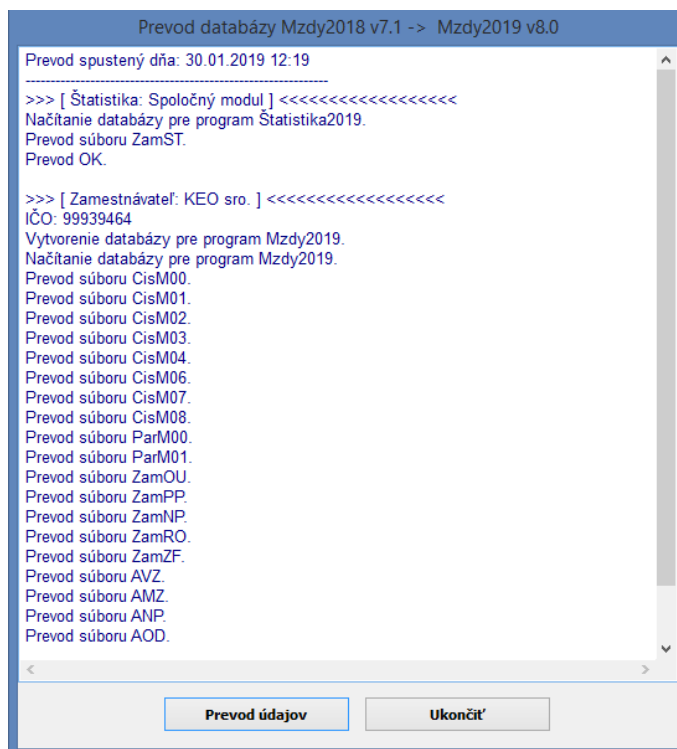 Prevod databázy Mzdy2018 v7.1 -> Mzdy2019 v8.0
Prevod spustený dňa: 30.01.2019 12:19
-------------------------------------------------------------
>>> [ Štatistika: Spoločný modul ] <<<<<<<<<<<<<<<<<<
Načítanie databázy pre program Štatistika2019.
Prevod súboru ZamST.
Prevod OK.
>>> [ Zamestnávateľ: KEO sro. ] <<<<<<<<<<<<<<<<<<
IČO: 99939464
Vytvorenie databázy pre program Mzdy2019.
Načítanie databázy pre program Mzdy2019.
Prevod súboru CisM00.
Prevod súboru CisM01.
Prevod súboru CisM02.
Prevod súboru CisM03.
Prevod súboru CisM04.
Prevod súboru CisM06.
Prevod súboru CisM07.
Prevod súboru CisM08.
Prevod súboru ParM00.
Prevod súboru ParM01.
Prevod súboru ZamOU.
Prevod súboru ZamPP.
Prevod súboru ZamNP.
Prevod súboru ZamRO.
Prevod súboru ZamZF.
Prevod súboru AVZ.
Prevod súboru AMZ.
Prevod súboru ANP.
Prevod súboru AOD.
Prevod údajov
Ukončiť